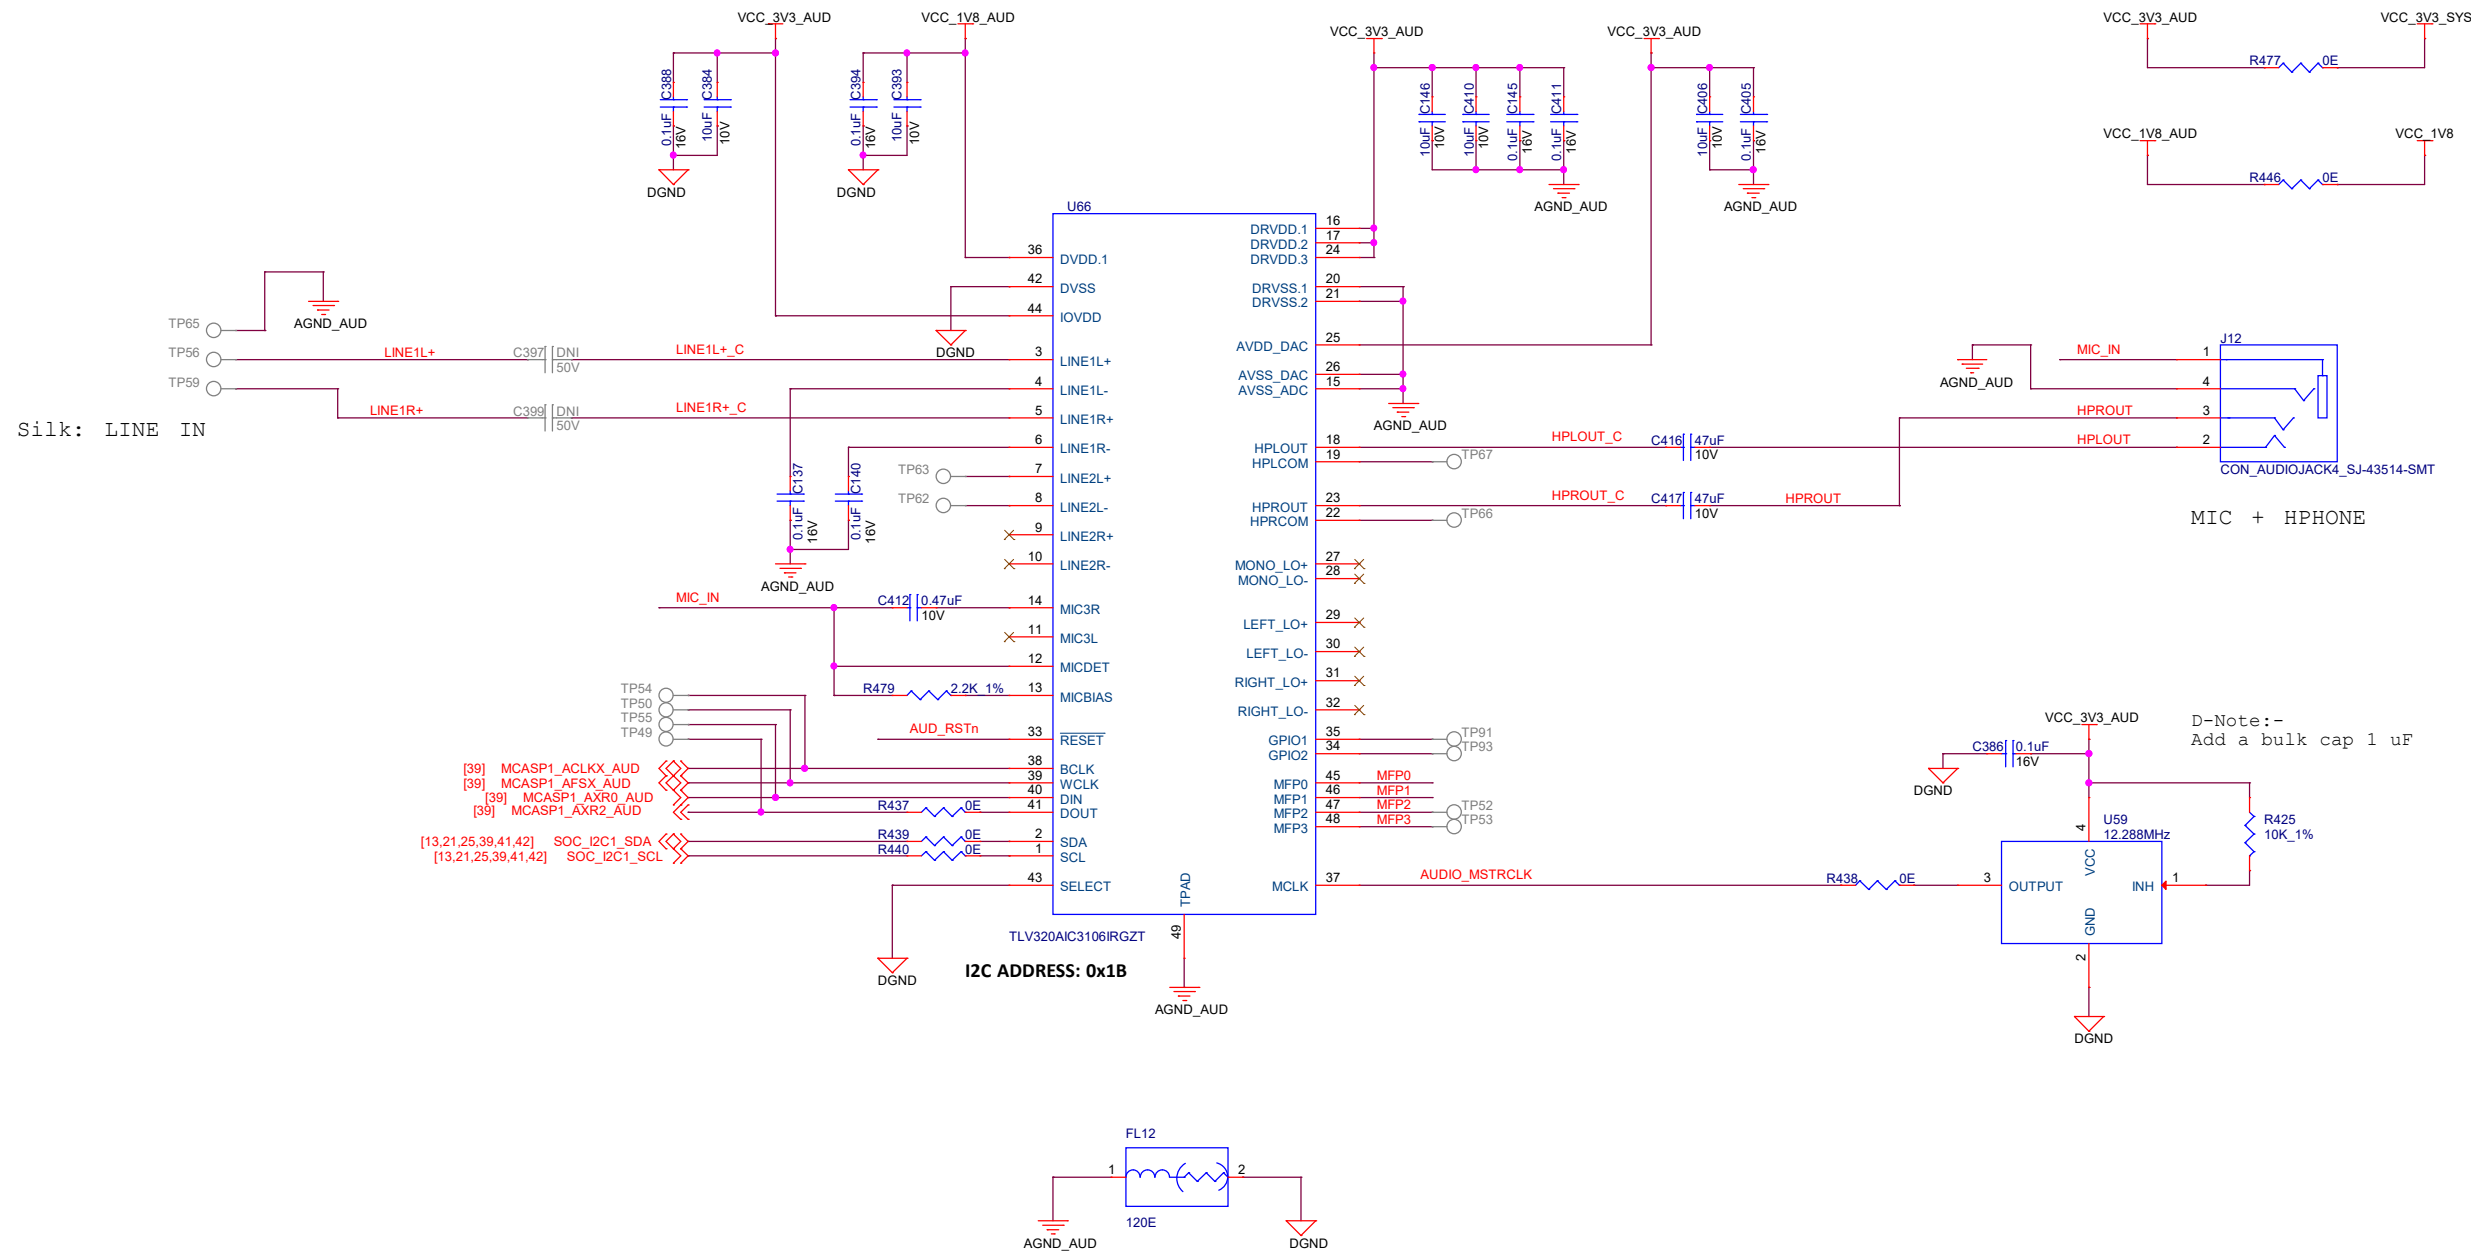 VCC_3V3_AUD
VCC_1V8_AUD
VCC_3V3_AUD
VCC_3V3_AUD
VCC_3V3_AUD
VCC_3V3_SYS
R477
0E
VCC_1V8_AUD
VCC_1V8
R446
0E
C388
0.1uF
16V
C384
10uF
10V
DGND
C394
0.1uF
16V
C393
10uF
10V
DGND
C146
10uF
10V
C410
10uF
10V
C145
0.1uF
16V
C411
0.1uF
16V
AGND_AUD
C406
10uF
10V
C405
0.1uF
16V
AGND_AUD
U66
36 DVDD.1
42 DVSS
44 IOVDD
3 LINE1L+
4 LINE1L-
5 LINE1R+
6 LINE1R-
7 LINE2L+
8 LINE2L-
9 LINE2R+
10 LINE2R-
14 MIC3R
11 MIC3L
12 MICDET
13 MICBIAS
33 RESET
38 BCLK
39 WCLK
40 DIN
41 DOUT
2 SDA
1 SCL
43 SELECT
DRVDD.1 16
DRVDD.2 17
DRVDD.3 24
DRVSS.1 20
DRVSS.2 21
AVDD_DAC 25
AVSS_DAC 26
AVSS_ADC 15
HPLOUT 18
HPLCOM 19
HPROUT 23
HPRCOM 22
MONO_LO+ 27
MONO_LO- 28
LEFT_LO+ 29
LEFT_LO- 30
RIGHT_LO+ 31
RIGHT_LO- 32
GPIO1 35
GPIO2 34
MFP0 45
MFP1 46
MFP2 47
MFP3 48
MCLK 37
TPAD
49
TLV320AIC3106IRGZT
I2C ADDRESS: 0x1B
AGND_AUD
DGND
TP65
AGND_AUD
TP56
LINE1L+
C397
DNI
50V
LINE1L+_C
TP59
LINE1R+
C399
DNI
50V
LINE1R+_C
Silk: LINE IN
DGND
TP63
TP62
C137
0.1uF
16V
C140
0.1uF
16V
AGND_AUD
MIC_IN
C412
0.47uF
10V
R479
2.2K_1%
TP54
TP50
TP55
TP49
AUD_RSTn
[39] MCASP1_ACLKX_AUD
[39] MCASP1_AFSX_AUD
[39] MCASP1_AXR0_AUD
[39] MCASP1_AXR2_AUD
R437
0E
[13,21,25,39,41,42] SOC_I2C1_SDA
R439
0E
[13,21,25,39,41,42] SOC_I2C1_SCL
R440
0E
AGND_AUD
HPLOUT_C
C416
47uF
10V
HPLOUT
TP67
HPROUT_C
C417
47uF
10V
HPROUT
TP66
HPROUT
AGND_AUD
MIC_IN
J12
1
4
3
2
CON_AUDIOJACK4_SJ-43514-SMT
MIC + HPHONE
TP91
TP93
MFP0
MFP1
MFP2
MFP3
TP52
TP53
AUDIO_MSTRCLK
R438
0E
VCC_3V3_AUD
D-Note:-
Add a bulk cap 1 uF
C386
0.1uF
16V
DGND
U59
12.288MHz
R425
10K_1%
4
VCC
3
OUTPUT
INH
1
GND
2
DGND
FL12
1
2
120E
AGND_AUD
DGND